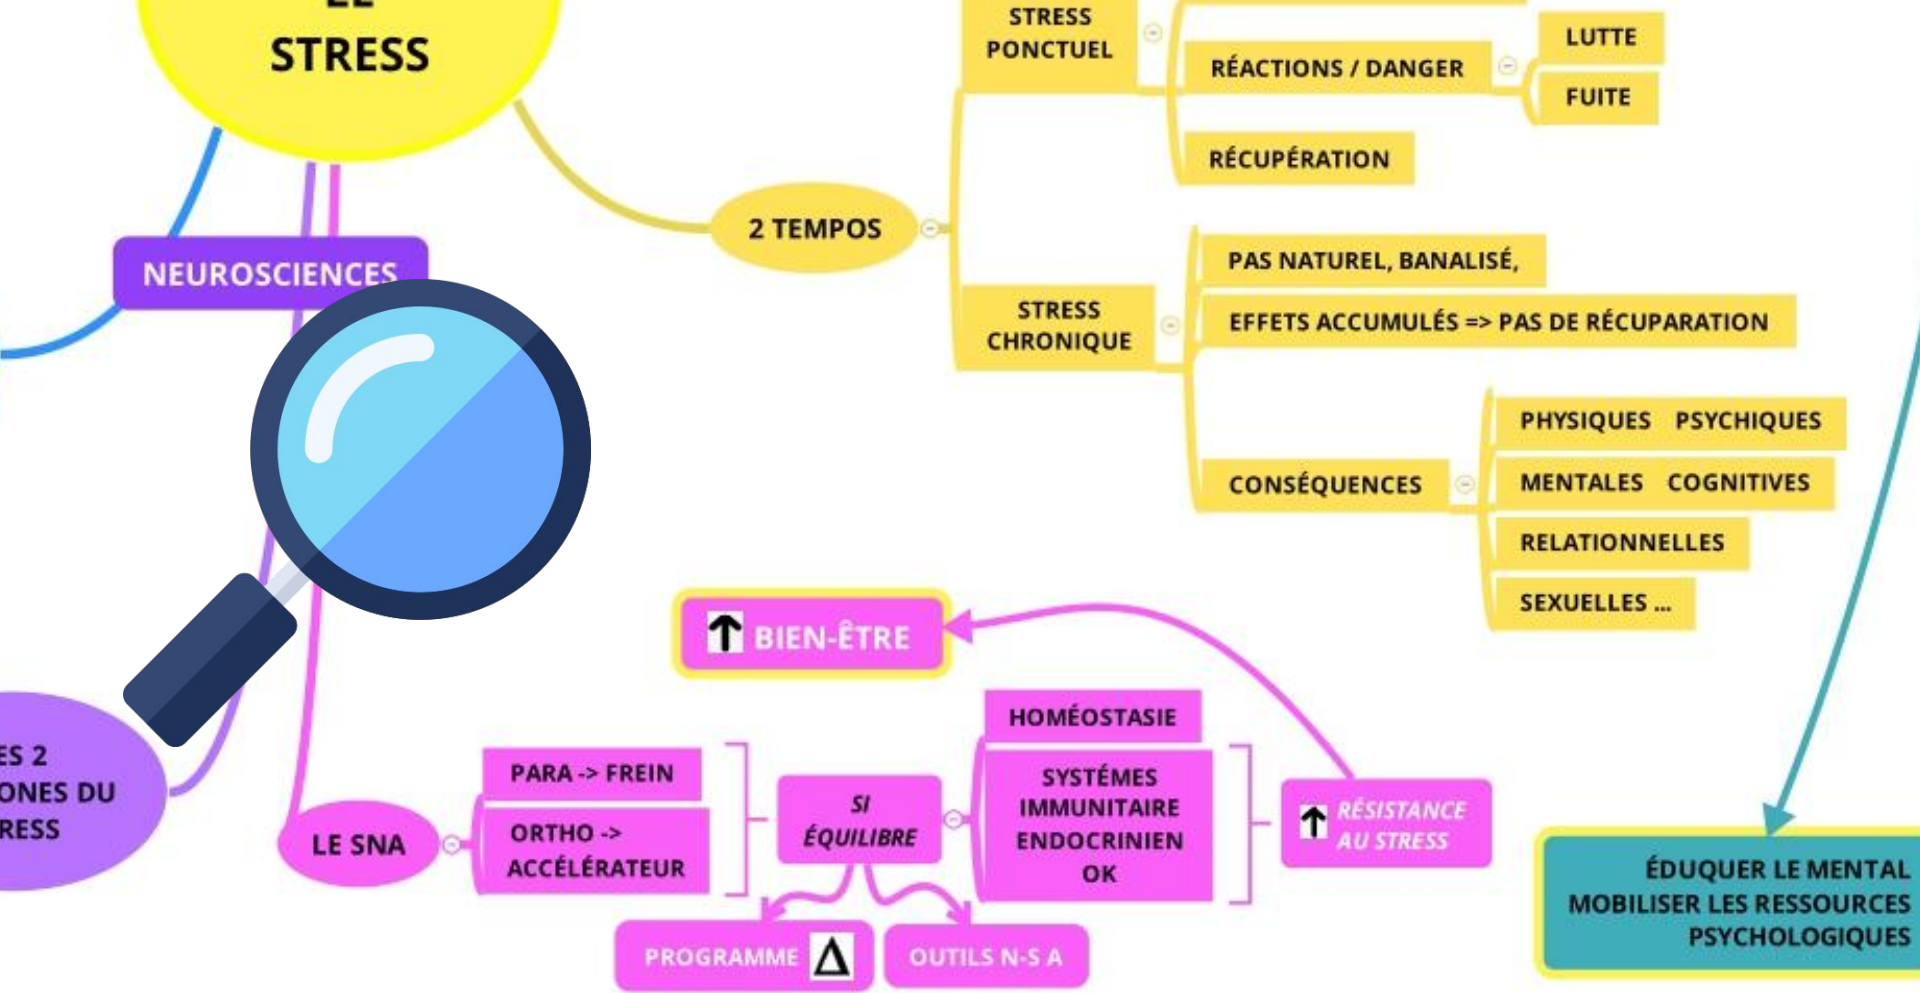 STRESS
NEUROSCIENCES
2 TEMPOS
STRESS
PONCTUEL
RÉACTIONS / DANGER
LUTTE
FUITE
RÉCUPÉRATION
STRESS
CHRONIQUE
PAS NATUREL, BANALISÉ,
EFFETS ACCUMULÉS => PAS DE RÉCUPARATION
CONSÉQUENCES
PHYSIQUES PSYCHIQUES
MENTALES COGNITIVES
RELATIONNELLES
SEXUELLES ...
ES 2
ONES DU
RESS
LE SNA
PARA -> FREIN
ORTHO ->
ACCÉLÉRATEUR
SI
ÉQUILIBRE
PROGRAMME Δ
OUTILS N-S A
HOMÉOSTASIE
SYSTÉMES
IMMUNITAIRE
ENDOCRINIEN
OK
↑ RÉSISTANCE
AU STRESS
↑ BIEN-ÊTRE
ÉDUQUER LE MENTAL
MOBILISER LES RESSOURCES
PSYCHOLOGIQUES